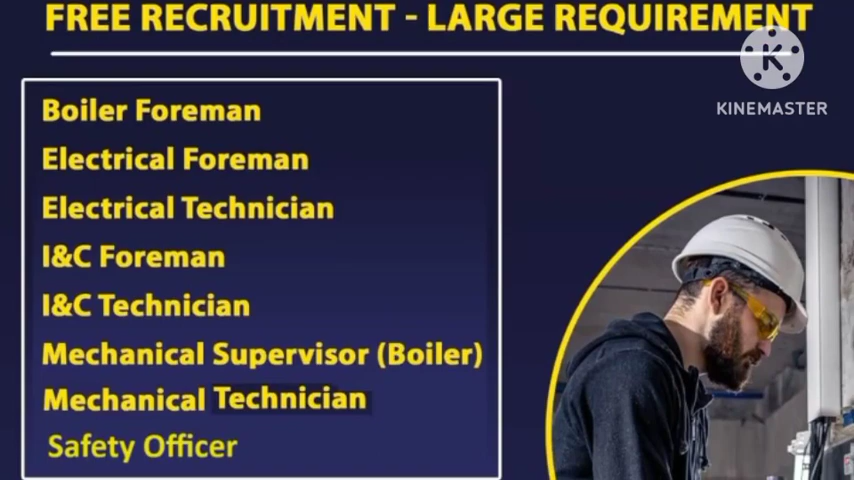 FREE RECRUITMENT - LARGE REQUIREMENT
KINEMASTER
Boiler Foreman
Electrical Foreman
Electrical Technician
I&C Foreman
I&C Technician
Mechanical Supervisor (Boiler)
Mechanical Technician
Safety Officer